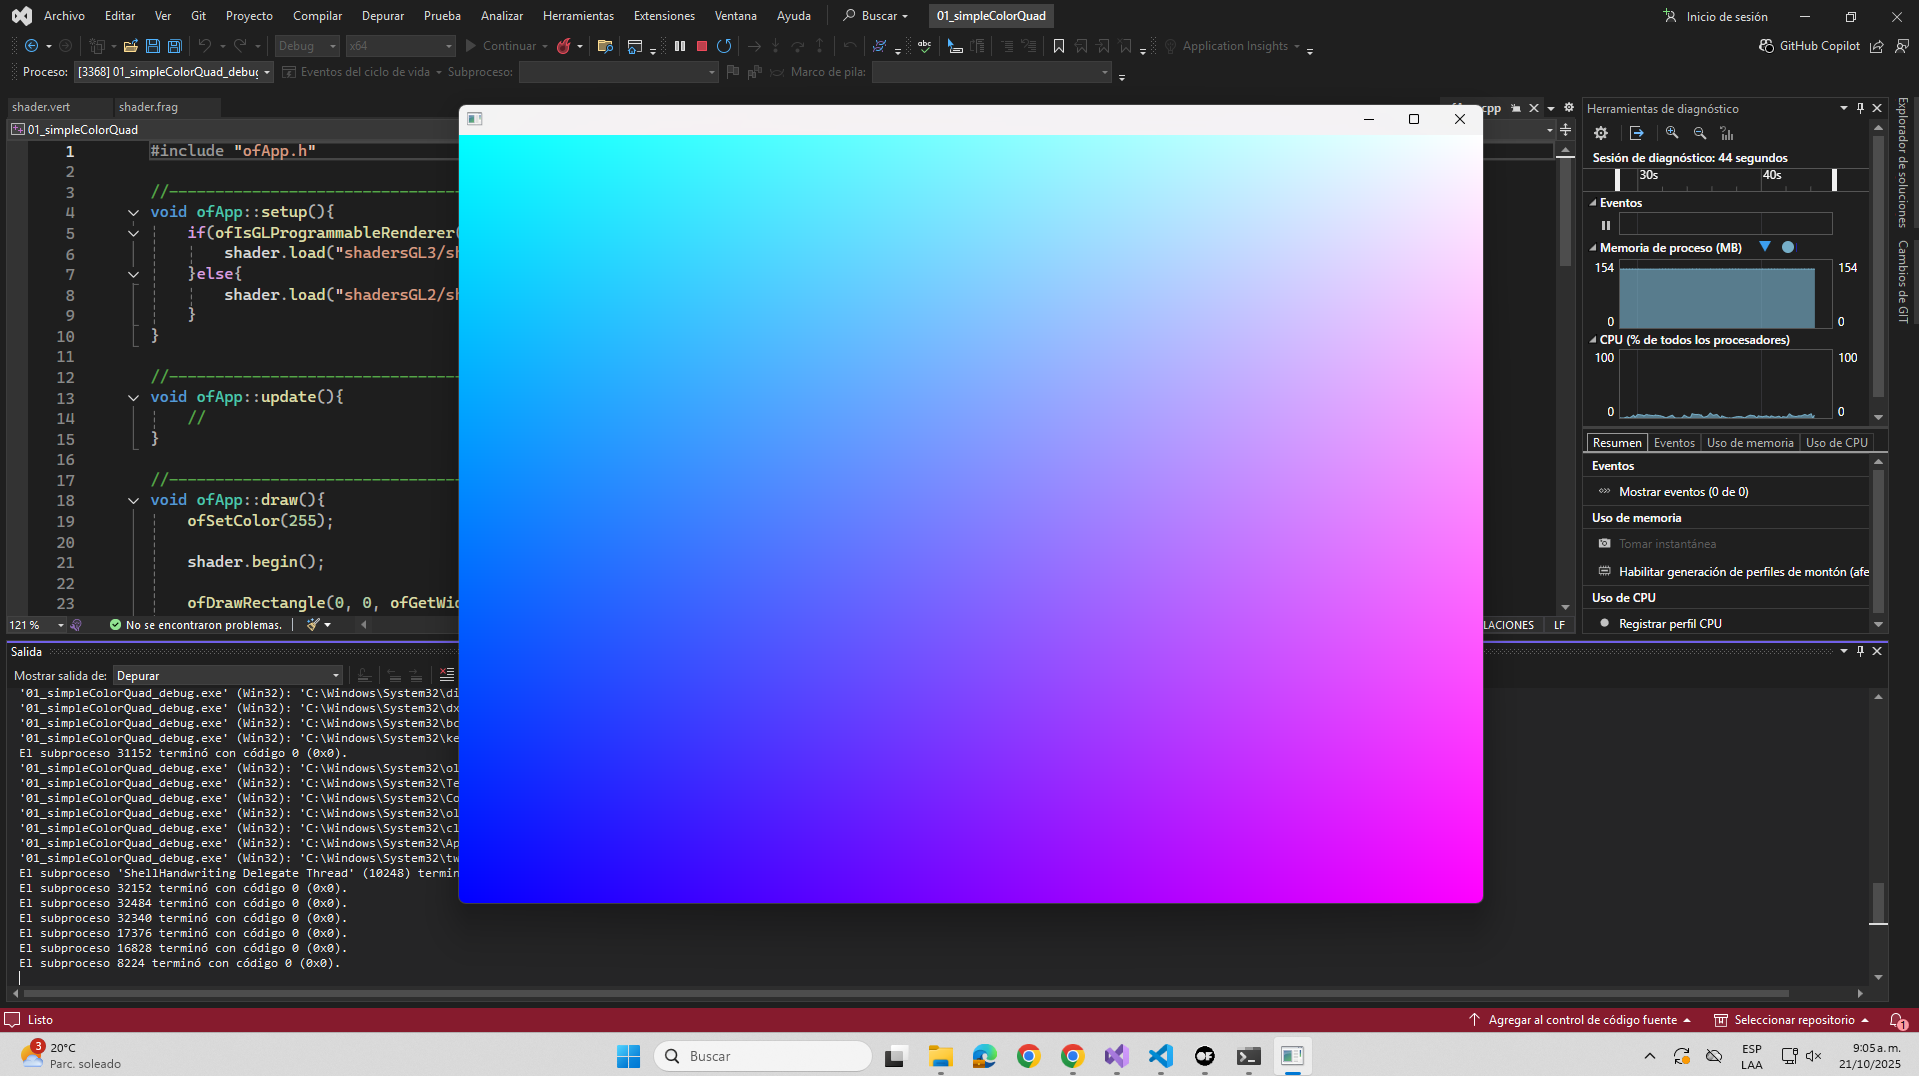 Archivo Editar Ver Git Proyecto Compilar Depurar Prueba Analizar Herramientas Extensiones Ventana Ayuda Buscar 01_simpleColorQuad Inicio de sesión
Debug x64 Continuar Application Insights GitHub Copilot
Proceso: [3368] 01_simpleColorQuad_debug Eventos del ciclo de vida Subproceso: Marco de pila:
shader.vert shader.frag cpp
01_simpleColorQuad
1 #include "ofApp.h"
2
3 //--------------------------------
4 void ofApp::setup(){
5 if(ofIsGLProgrammableRenderer(
6 shader.load("shadersGL3/sh
7 }else{
8 shader.load("shadersGL2/sh
9 }
10 }
11
12 //--------------------------------
13 void ofApp::update(){
14 //
15 }
16
17 //--------------------------------
18 void ofApp::draw(){
19 ofSetColor(255);
20
21 shader.begin();
22
23 ofDrawRectangle(0, 0, ofGetWid
121 % No se encontraron problemas. LACIONES LF
Herramientas de diagnóstico
Sesión de diagnóstico: 44 segundos
30s 40s
Eventos
Memoria de proceso (MB)
154 154
0 0
CPU (% de todos los procesadores)
100 100
0 0
Resumen Eventos Uso de memoria Uso de CPU
Eventos
Mostrar eventos (0 de 0)
Uso de memoria
Tomar instantánea
Habilitar generación de perfiles de montón (afe
Uso de CPU
Registrar perfil CPU
Explorador de soluciones
Cambios de GIT
Salida
Mostrar salida de: Depurar
'01_simpleColorQuad_debug.exe' (Win32): 'C:\Windows\System32\di
'01_simpleColorQuad_debug.exe' (Win32): 'C:\Windows\System32\dx
'01_simpleColorQuad_debug.exe' (Win32): 'C:\Windows\System32\bc
'01_simpleColorQuad_debug.exe' (Win32): 'C:\Windows\System32\ke
El subproceso 31152 terminó con código 0 (0x0).
'01_simpleColorQuad_debug.exe' (Win32): 'C:\Windows\System32\ol
'01_simpleColorQuad_debug.exe' (Win32): 'C:\Windows\System32\Te
'01_simpleColorQuad_debug.exe' (Win32): 'C:\Windows\System32\Co
'01_simpleColorQuad_debug.exe' (Win32): 'C:\Windows\System32\ol
'01_simpleColorQuad_debug.exe' (Win32): 'C:\Windows\System32\cl
'01_simpleColorQuad_debug.exe' (Win32): 'C:\Windows\System32\Ap
'01_simpleColorQuad_debug.exe' (Win32): 'C:\Windows\System32\tw
El subproceso 'ShellHandwriting Delegate Thread' (10248) termin
El subproceso 32152 terminó con código 0 (0x0).
El subproceso 32484 terminó con código 0 (0x0).
El subproceso 32340 terminó con código 0 (0x0).
El subproceso 17376 terminó con código 0 (0x0).
El subproceso 16828 terminó con código 0 (0x0).
El subproceso 8224 terminó con código 0 (0x0).
Listo Agregar al control de código fuente Seleccionar repositorio 1
3 20°C
Parc. soleado
Buscar
ESP
LAA
9:05 a. m.
21/10/2025